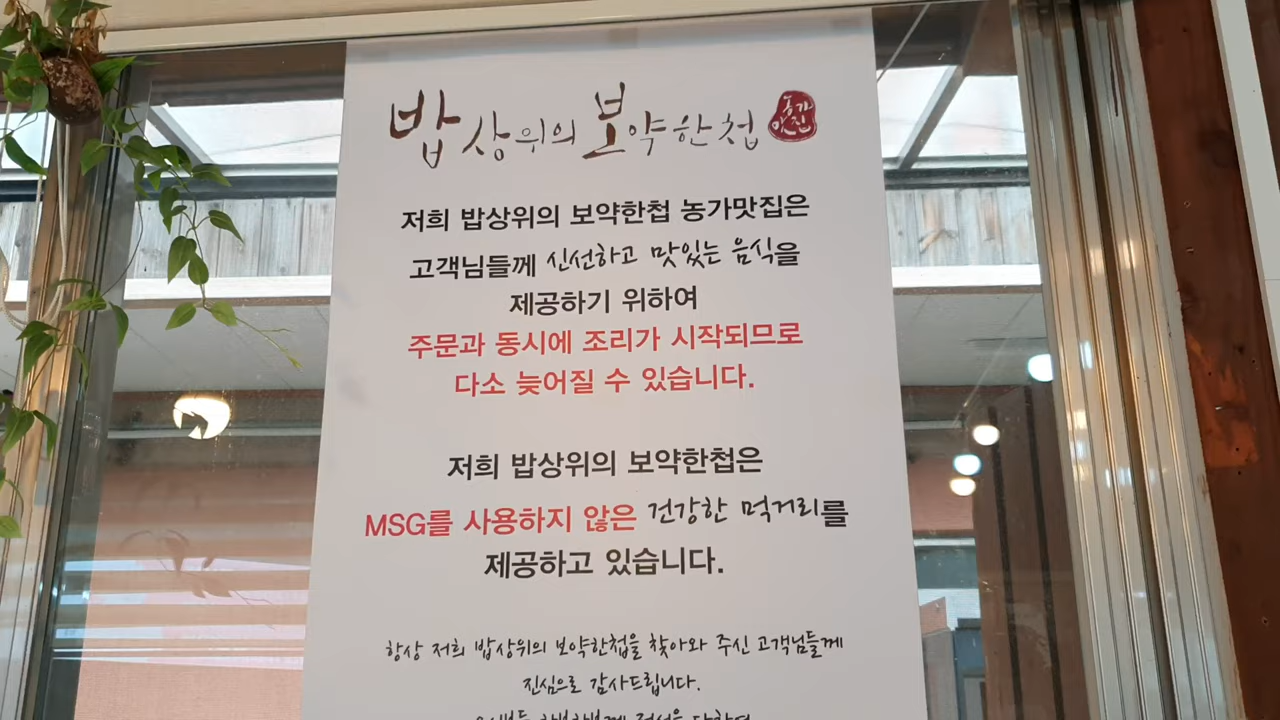 밥상위의 보약한첩 농가맛집
저희 밥상위의 보약한첩 농가맛집은
고객님들께 신선하고 맛있는 음식을
제공하기 위하여
주문과 동시에 조리가 시작되므로
다소 늦어질 수 있습니다.
저희 밥상위의 보약한첩은
MSG를 사용하지 않은 건강한 먹거리를
제공하고 있습니다.
항상 저희 밥상위의 보약한첩을 찾아와 주신 고객님들께
진심으로 감사드립니다.